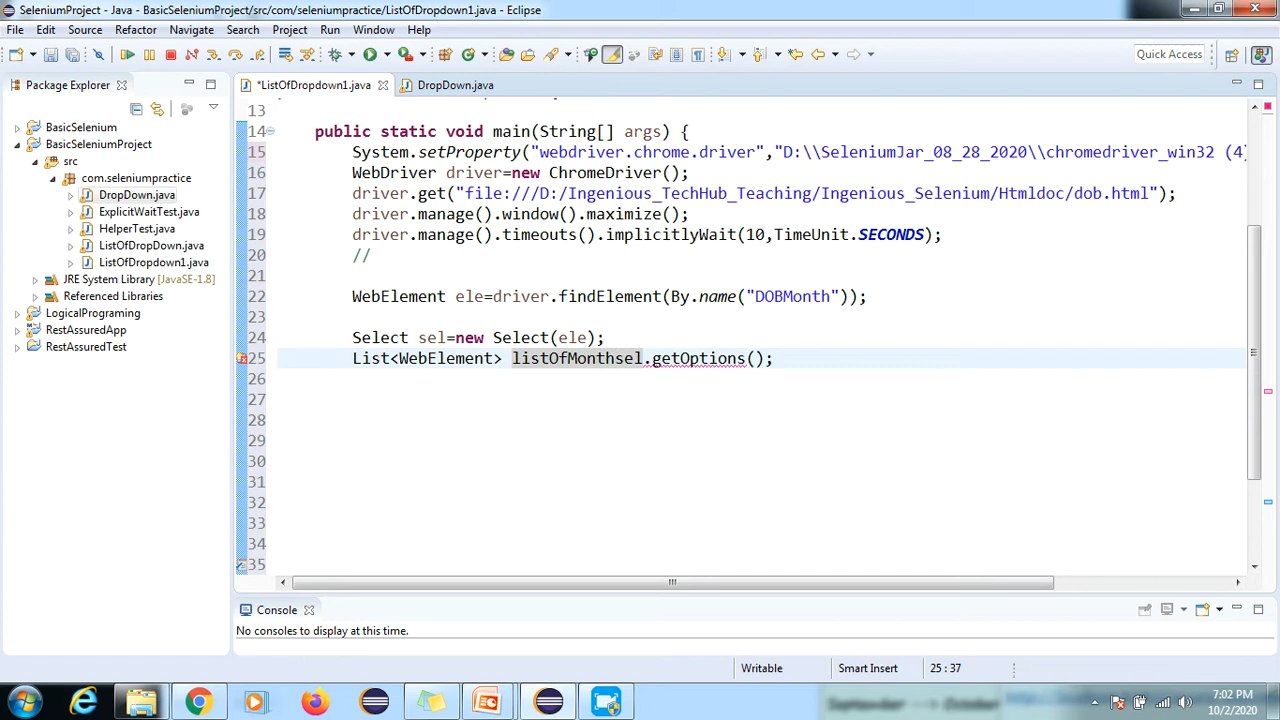 SeleniumProject - Java - BasicSeleniumProject/src/com/seleniumpractice/ListOfDropdown1.java - Eclipse
File Edit Source Refactor Navigate Search Project Run Window Help
Quick Access
Package Explorer
*ListOfDropdown1.java DropDown.java
BasicSelenium
BasicSeleniumProject
src
com.seleniumpractice
DropDown.java
ExplicitWaitTest.java
HelperTest.java
ListOfDropDown.java
ListOfDropdown1.java
JRE System Library [JavaSE-1.8]
Referenced Libraries
LogicalProgaming
RestAssuredApp
RestAssuredTest
13
14 public static void main(String[] args) {
15 System.setProperty("webdriver.chrome.driver","D:\\SeleniumJar_08_28_2020\\chromedriver_win32 (4)
16 WebDriver driver=new ChromeDriver();
17 driver.get("file:///D:/Ingenious_TechHub_Teaching/Ingenious_Selenium/Htmldoc/dob.html");
18 driver.manage().window().maximize();
19 driver.manage().timeouts().implicitlyWait(10,TimeUnit.SECONDS);
20 //
21
22 WebElement ele=driver.findElement(By.name("DOBMonth"));
23
24 Select sel=new Select(ele);
25 List<WebElement> listOfMonthsel.getOptions();
26
27
28
29
30
31
32
33
34
35
Console
No consoles to display at this time.
Writable Smart Insert 25 : 37
7:02 PM
10/2/2020